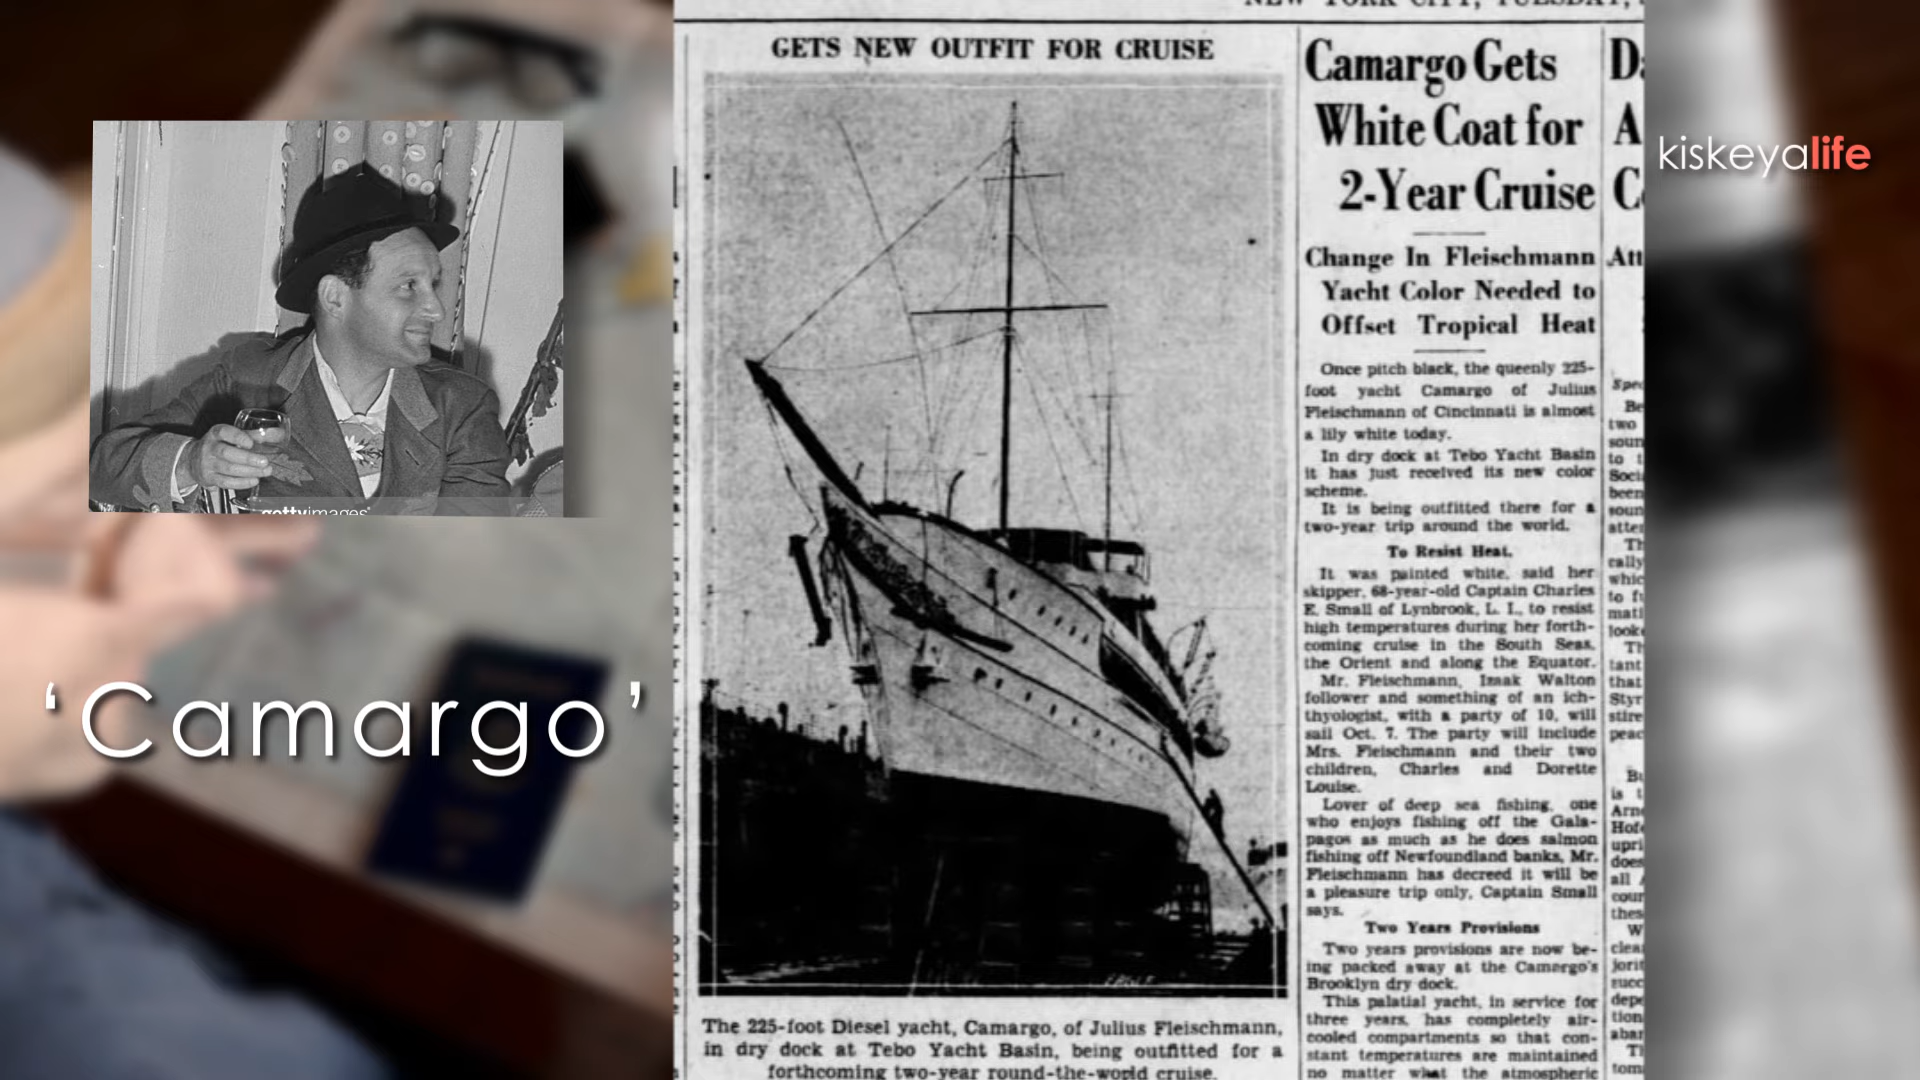 gettyimages
‘Camargo’
NEW YORK CITY, TUESDAY,
GETS NEW OUTFIT FOR CRUISE
The 225-foot Diesel yacht, Camargo, of Julius Fleischmann,
in dry dock at Tebo Yacht Basin, being outfitted for a
forthcoming two-year round-the-world cruise.
Camargo Gets
White Coat for
2-Year Cruise
Change In Fleischmann
Yacht Color Needed to
Offset Tropical Heat
Once pitch black, the queenly 225-
foot yacht Camargo of Julius
Fleischmann of Cincinnati is almost
a lily white today.
In dry dock at Tebo Yacht Basin
it has just received its new color
scheme.
It is being outfitted there for a
two-year trip around the world.
To Resist Heat.
It was painted white, said her
skipper, 68-year-old Captain Charles
E. Small of Lynbrook, L. I., to resist
high temperatures during her forth-
coming cruise in the South Seas,
the Orient and along the Equator.
Mr. Fleischmann, Izaak Walton
follower and something of an ich-
thyologist, with a party of 10, will
sail Oct. 7. The party will include
Mrs. Fleischmann and their two
children, Charles and Dorette
Louise.
Lover of deep sea fishing, one
who enjoys fishing off the Gala-
pagos as much as he does salmon
fishing off Newfoundland banks, Mr.
Fleischmann has decreed it will be
a pleasure trip only, Captain Small
says.
Two Years Provisions
Two years provisions are now be-
ing packed away at the Camargo's
Brooklyn dry dock.
This palatial yacht, in service for
three years, has completely air-
cooled compartments so that con-
stant temperatures are maintained
no matter what the atmospheric
kiskeyalife